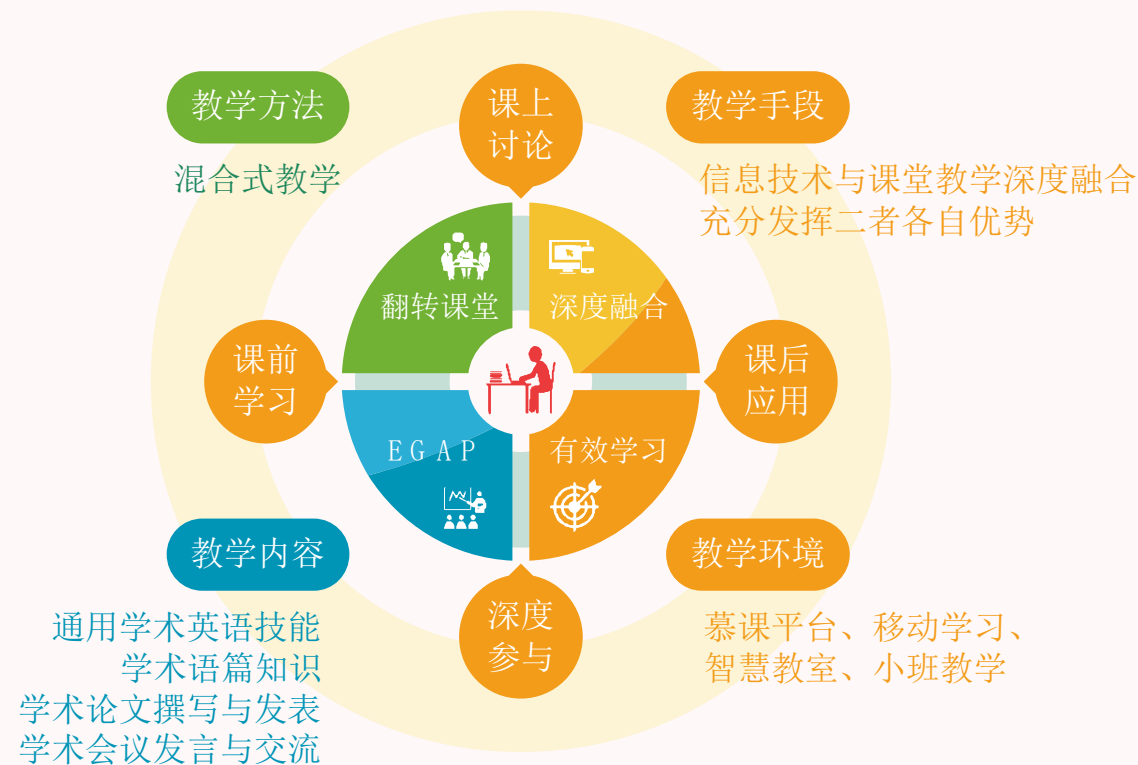 教学方法
混合式教学
课上
讨论
教学手段
信息技术与课堂教学深度融合
充分发挥二者各自优势
翻转课堂
深度融合
课前
学习
课后
应用
EGAP
有效学习
教学内容
通用学术英语技能
学术语篇知识
学术论文撰写与发表
学术会议发言与交流
深度
参与
教学环境
慕课平台、移动学习、
智慧教室、小班教学